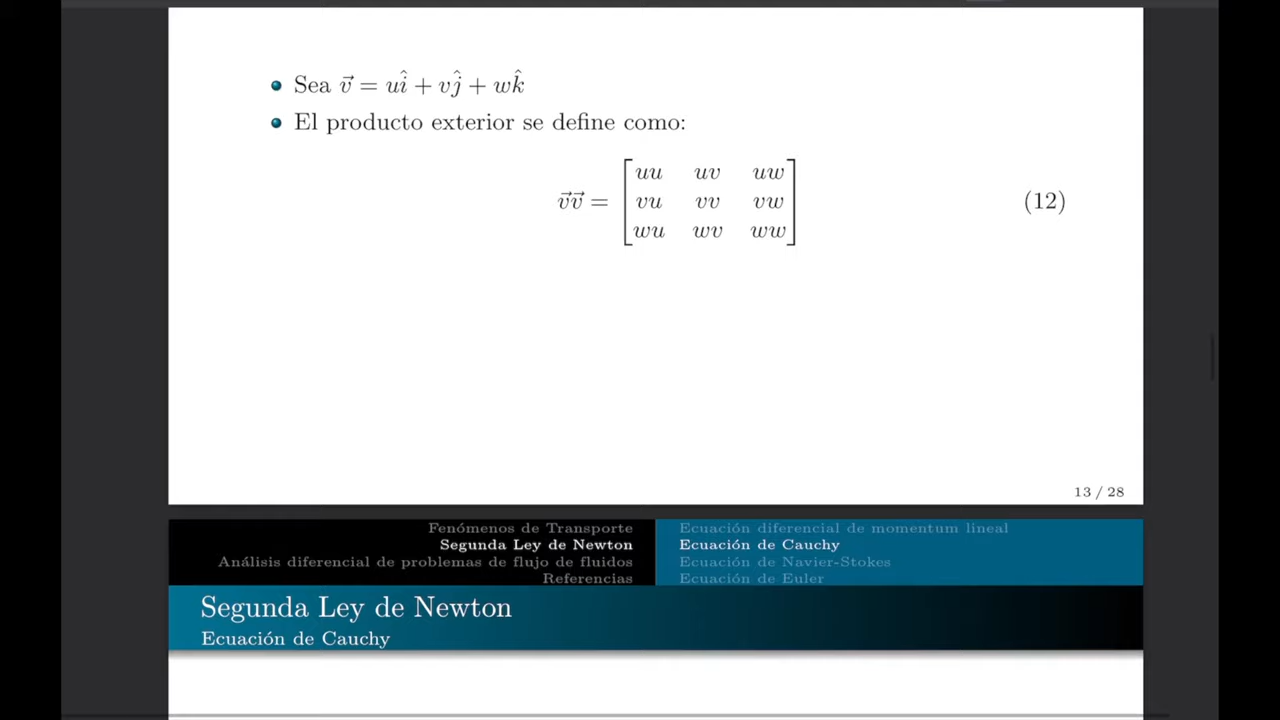 Sea v⃗ = uî + vĵ + wk̂
El producto exterior se define como:
v⃗v⃗ = [uu uv uw
vu vv vw
wu wv ww] (12)
13 / 28
Fenómenos de Transporte
Segunda Ley de Newton
Análisis diferencial de problemas de flujo de fluidos
Referencias
Ecuación diferencial de momentum lineal
Ecuación de Cauchy
Ecuación de Navier-Stokes
Ecuación de Euler
Segunda Ley de Newton
Ecuación de Cauchy